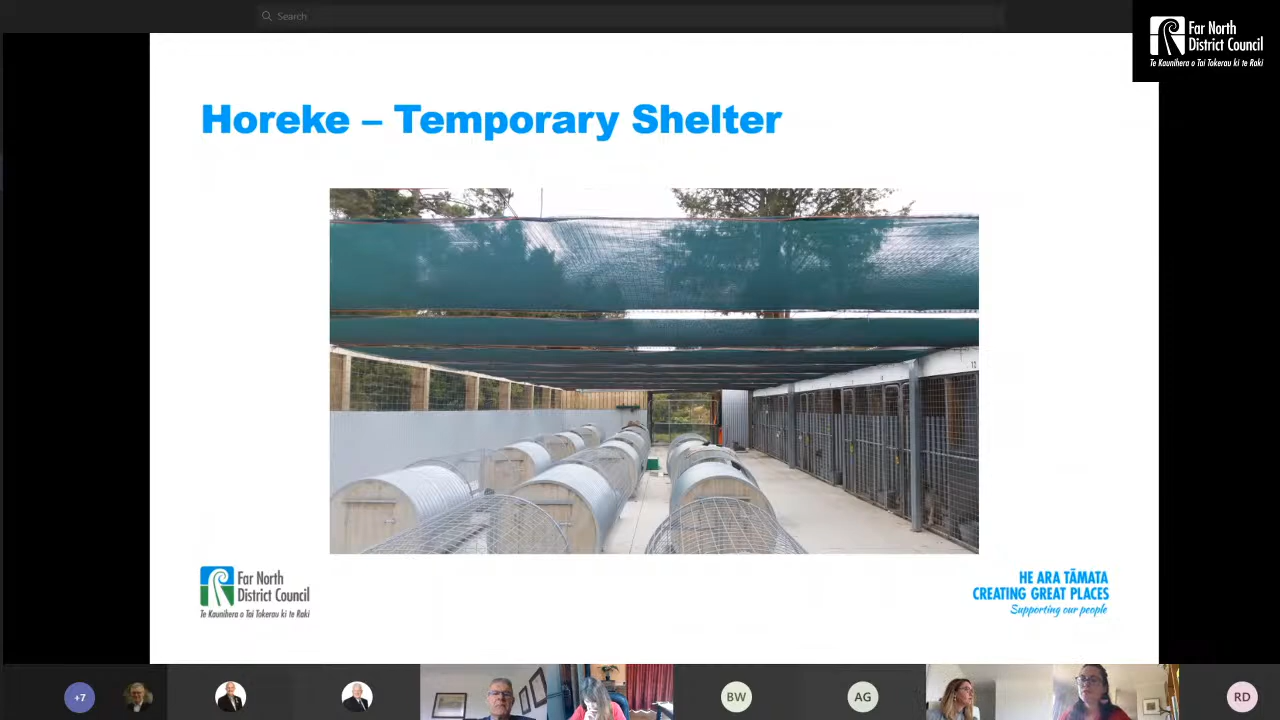 Search
Far North
District Council
Te Kaunihera o Tai Tokerau ki te Raki
Horeke – Temporary Shelter
Far North
District Council
Te Kaunihera o Tai Tokerau ki te Raki
HE ARA TĀMATA
CREATING GREAT PLACES
Supporting our people
+7
BW
AG
RD